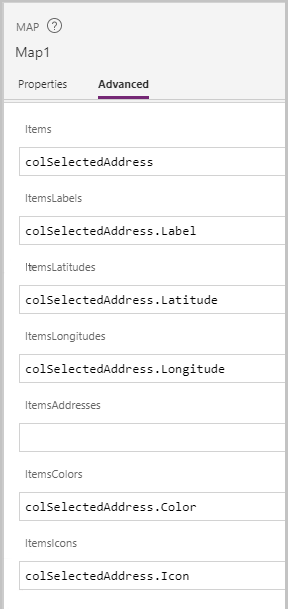 MAP ?
Map1
Properties Advanced
Items
colSelectedAddress
ItemsLabels
colSelectedAddress.Label
ItemsLatitudes
colSelectedAddress.Latitude
ItemsLongitudes
colSelectedAddress.Longitude
ItemsAddresses
ItemsColors
colSelectedAddress.Color
ItemsIcons
colSelectedAddress.Icon